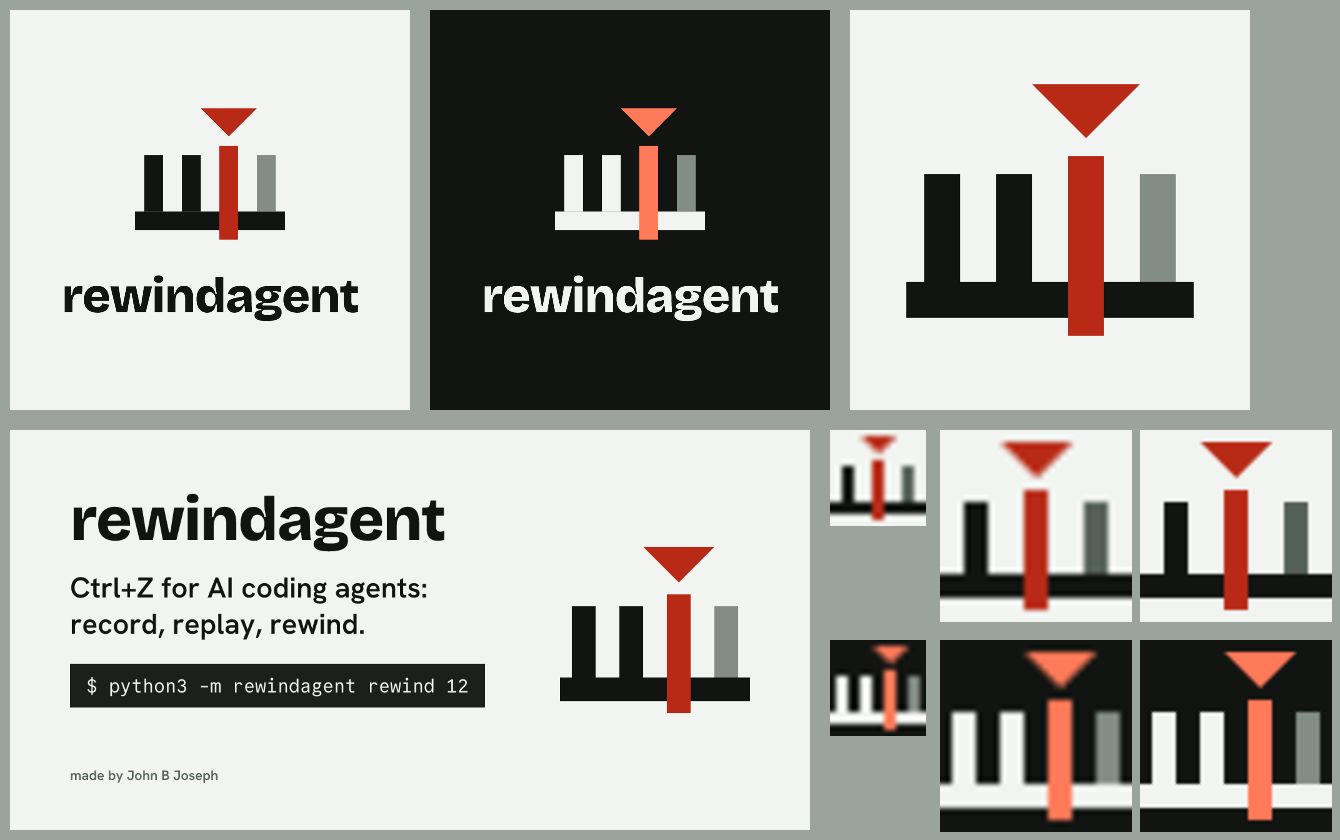 rewindagent
rewindagent
rewindagent
Ctrl+Z for AI coding agents:
record, replay, rewind.
$ python3 -m rewindagent rewind 12
made by John B Joseph